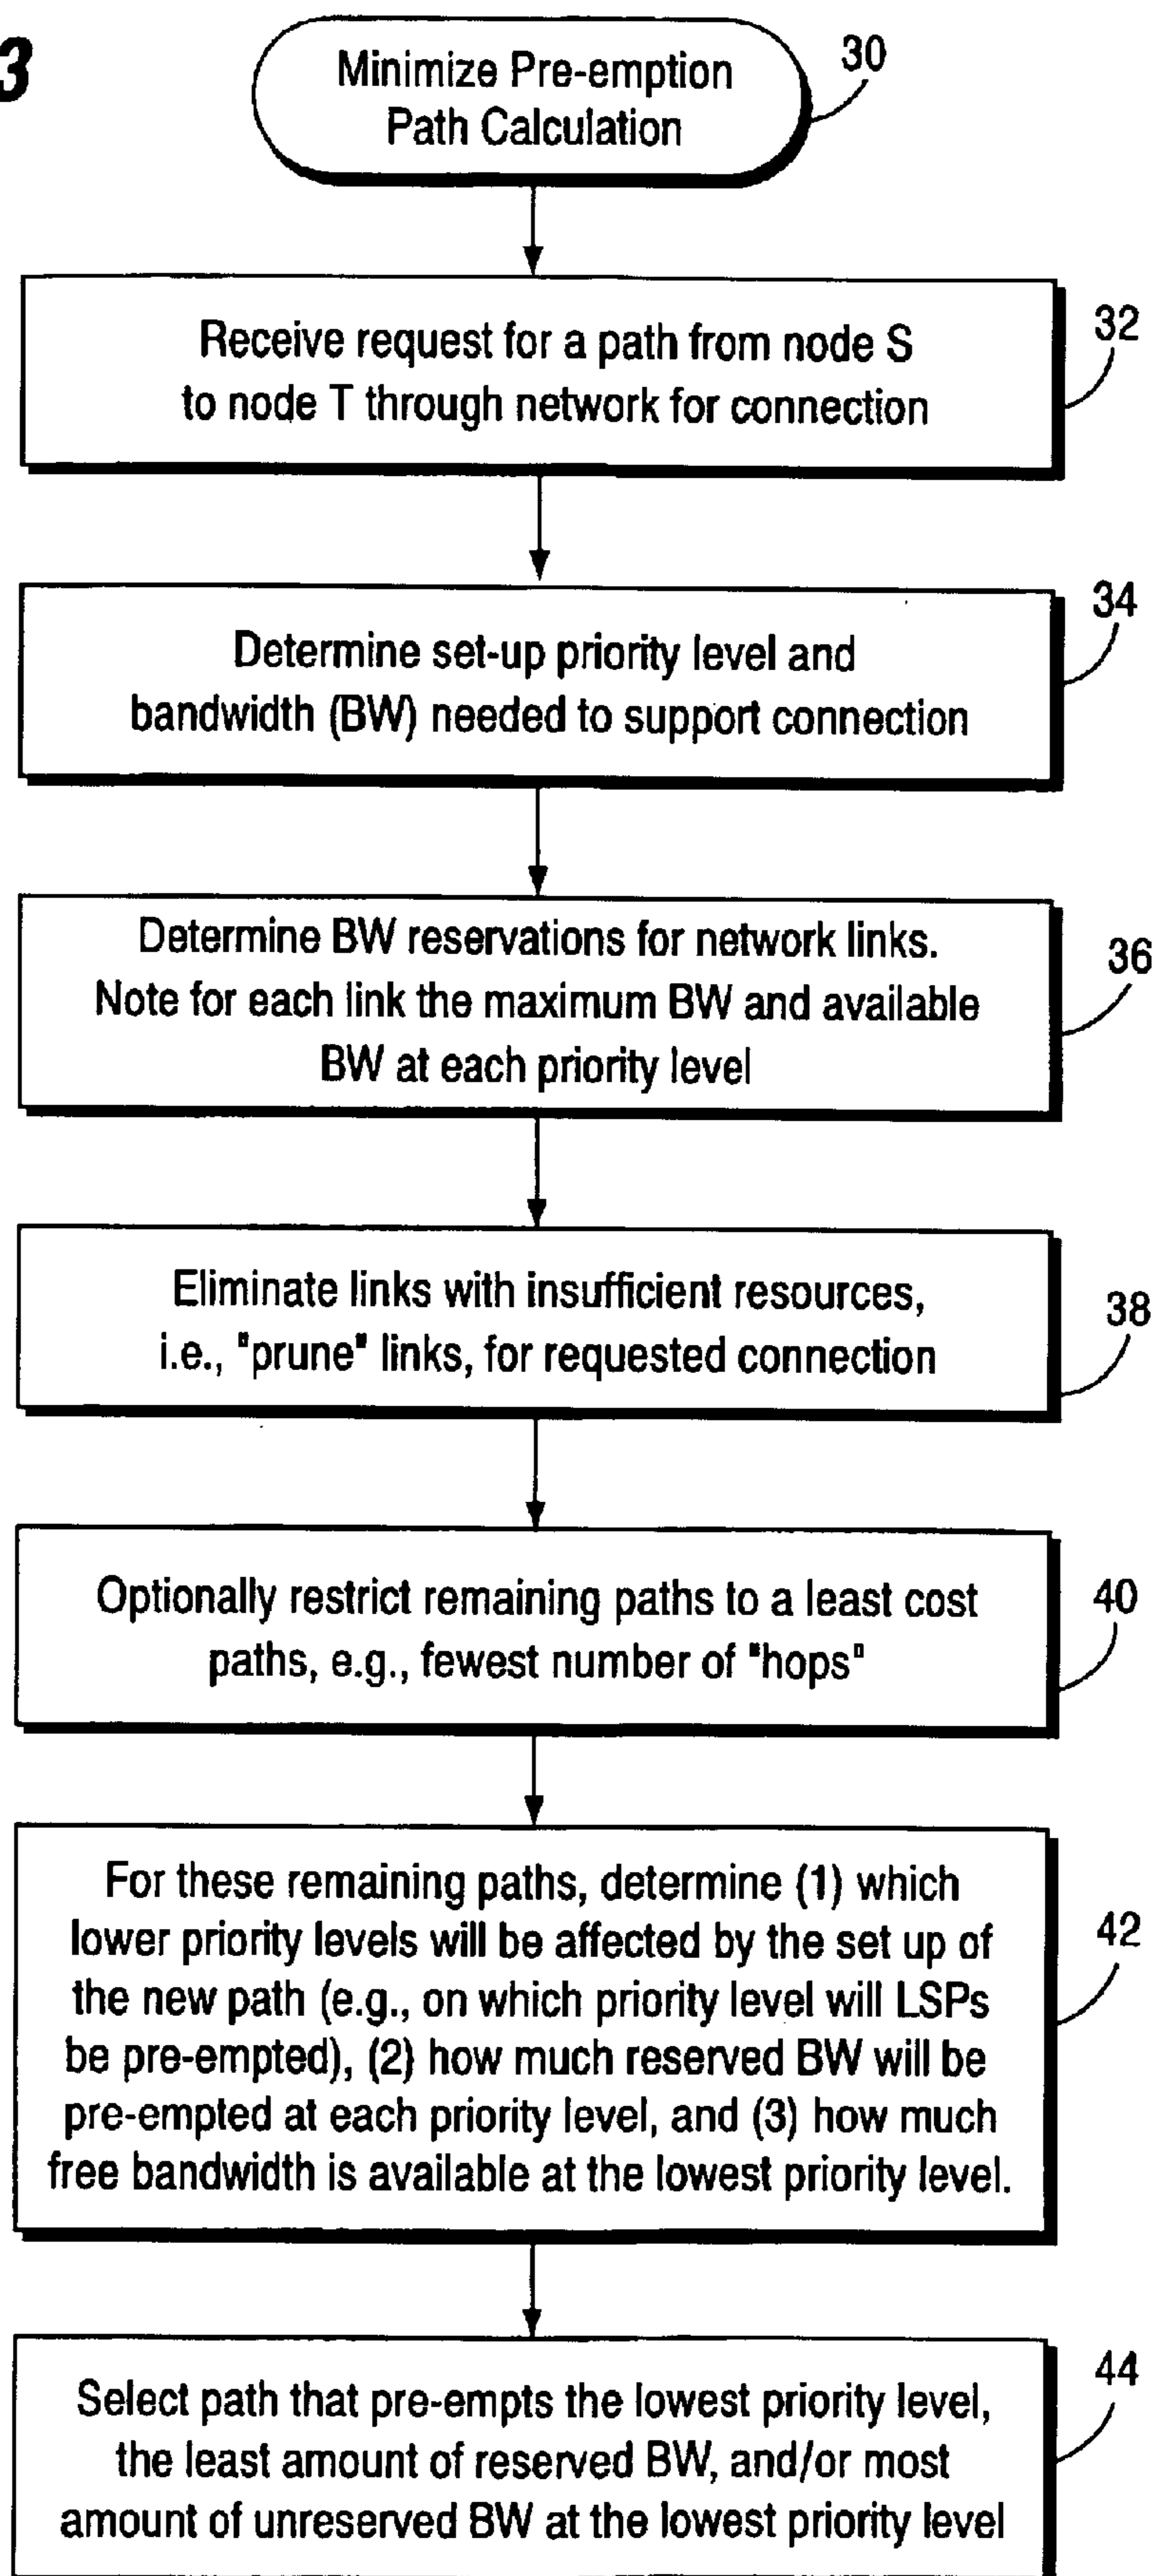 3
Minimize Pre-emption
Path Calculation
30
Receive request for a path from node S
to node T through network for connection
32
Determine set-up priority level and
bandwidth (BW) needed to support connection
34
Determine BW reservations for network links.
Note for each link the maximum BW and available
BW at each priority level
36
Eliminate links with insufficient resources,
i.e., "prune" links, for requested connection
38
Optionally restrict remaining paths to a least cost
paths, e.g., fewest number of "hops"
40
For these remaining paths, determine (1) which
lower priority levels will be affected by the set up of
the new path (e.g., on which priority level will LSPs
be pre-empted), (2) how much reserved BW will be
pre-empted at each priority level, and (3) how much
free bandwidth is available at the lowest priority level.
42
Select path that pre-empts the lowest priority level,
the least amount of reserved BW, and/or most
amount of unreserved BW at the lowest priority level
44